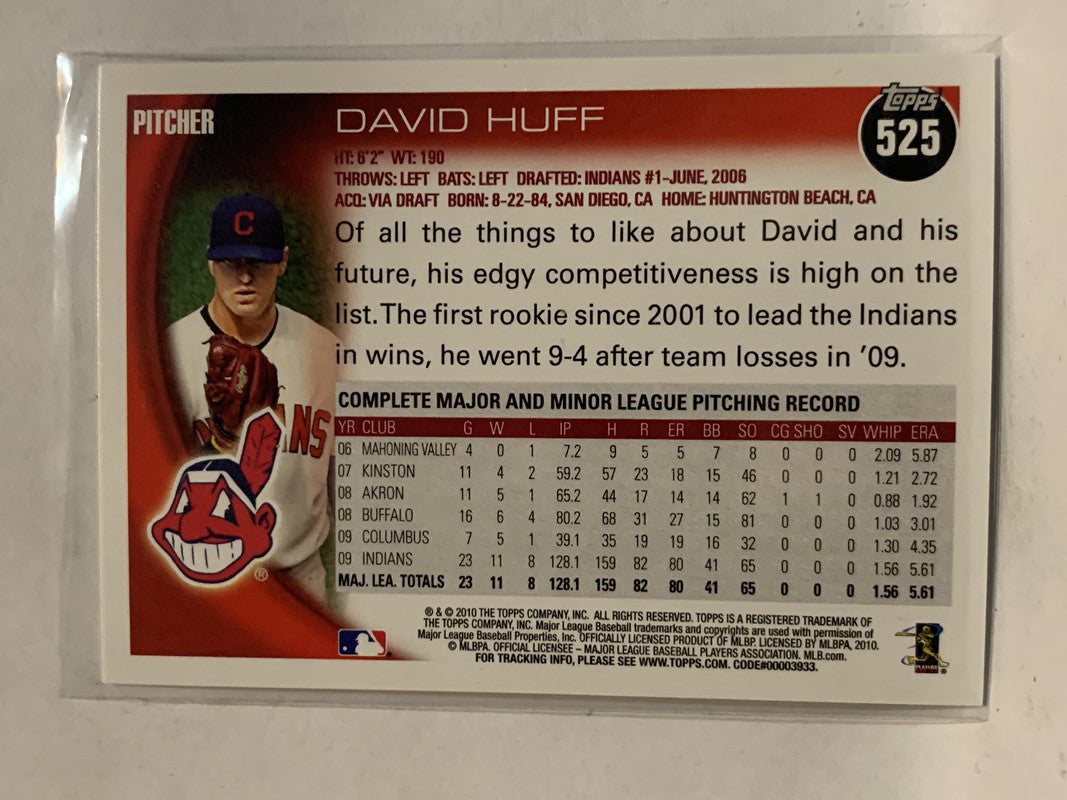 PITCHER
DAVID HUFF
Topps
525
HT: 6'2" WT: 190
THROWS: LEFT BATS: LEFT DRAFTED: INDIANS #1-JUNE, 2006
ACQ: VIA DRAFT BORN: 8-22-84, SAN DIEGO, CA HOME: HUNTINGTON BEACH, CA
Of all the things to like about David and his
future, his edgy competitiveness is high on the
list. The first rookie since 2001 to lead the Indians
in wins, he went 9-4 after team losses in '09.
C
COMPLETE MAJOR AND MINOR LEAGUE PITCHING RECORD
YR CLUB G W L IP H R ER BB SO CG SHO SV WHIP ERA
06 MAHONING VALLEY 4 0 1 7.2 9 5 5 7 8 0 0 0 2.09 5.87
07 KINSTON 11 4 2 59.2 57 23 18 15 46 0 0 0 1.21 2.72
08 AKRON 11 5 1 65.2 44 17 14 14 62 1 1 0 0.88 1.92
08 BUFFALO 16 6 4 80.2 68 31 27 15 81 0 0 0 1.03 3.01
09 COLUMBUS 7 5 1 39.1 35 19 19 16 32 0 0 0 1.30 4.35
09 INDIANS 23 11 8 128.1 159 82 80 41 65 0 0 0 1.56 5.61
MAJ. LEA. TOTALS 23 11 8 128.1 159 82 80 41 65 0 0 0 1.56 5.61
® & © 2010 THE TOPPS COMPANY, INC. ALL RIGHTS RESERVED. TOPPS IS A REGISTERED TRADEMARK OF
THE TOPPS COMPANY, INC. Major League Baseball trademarks and copyrights are used with permission of
Major League Baseball Properties, Inc. OFFICIALLY LICENSED PRODUCT OF MLBP. LICENSED BY MLBPA, 2010.
© MLBPA. OFFICIAL LICENSEE – MAJOR LEAGUE BASEBALL PLAYERS ASSOCIATION. MLB.com.
FOR TRACKING INFO, PLEASE SEE WWW.TOPPS.COM. CODE#00003933.
®
PLAYERS
®